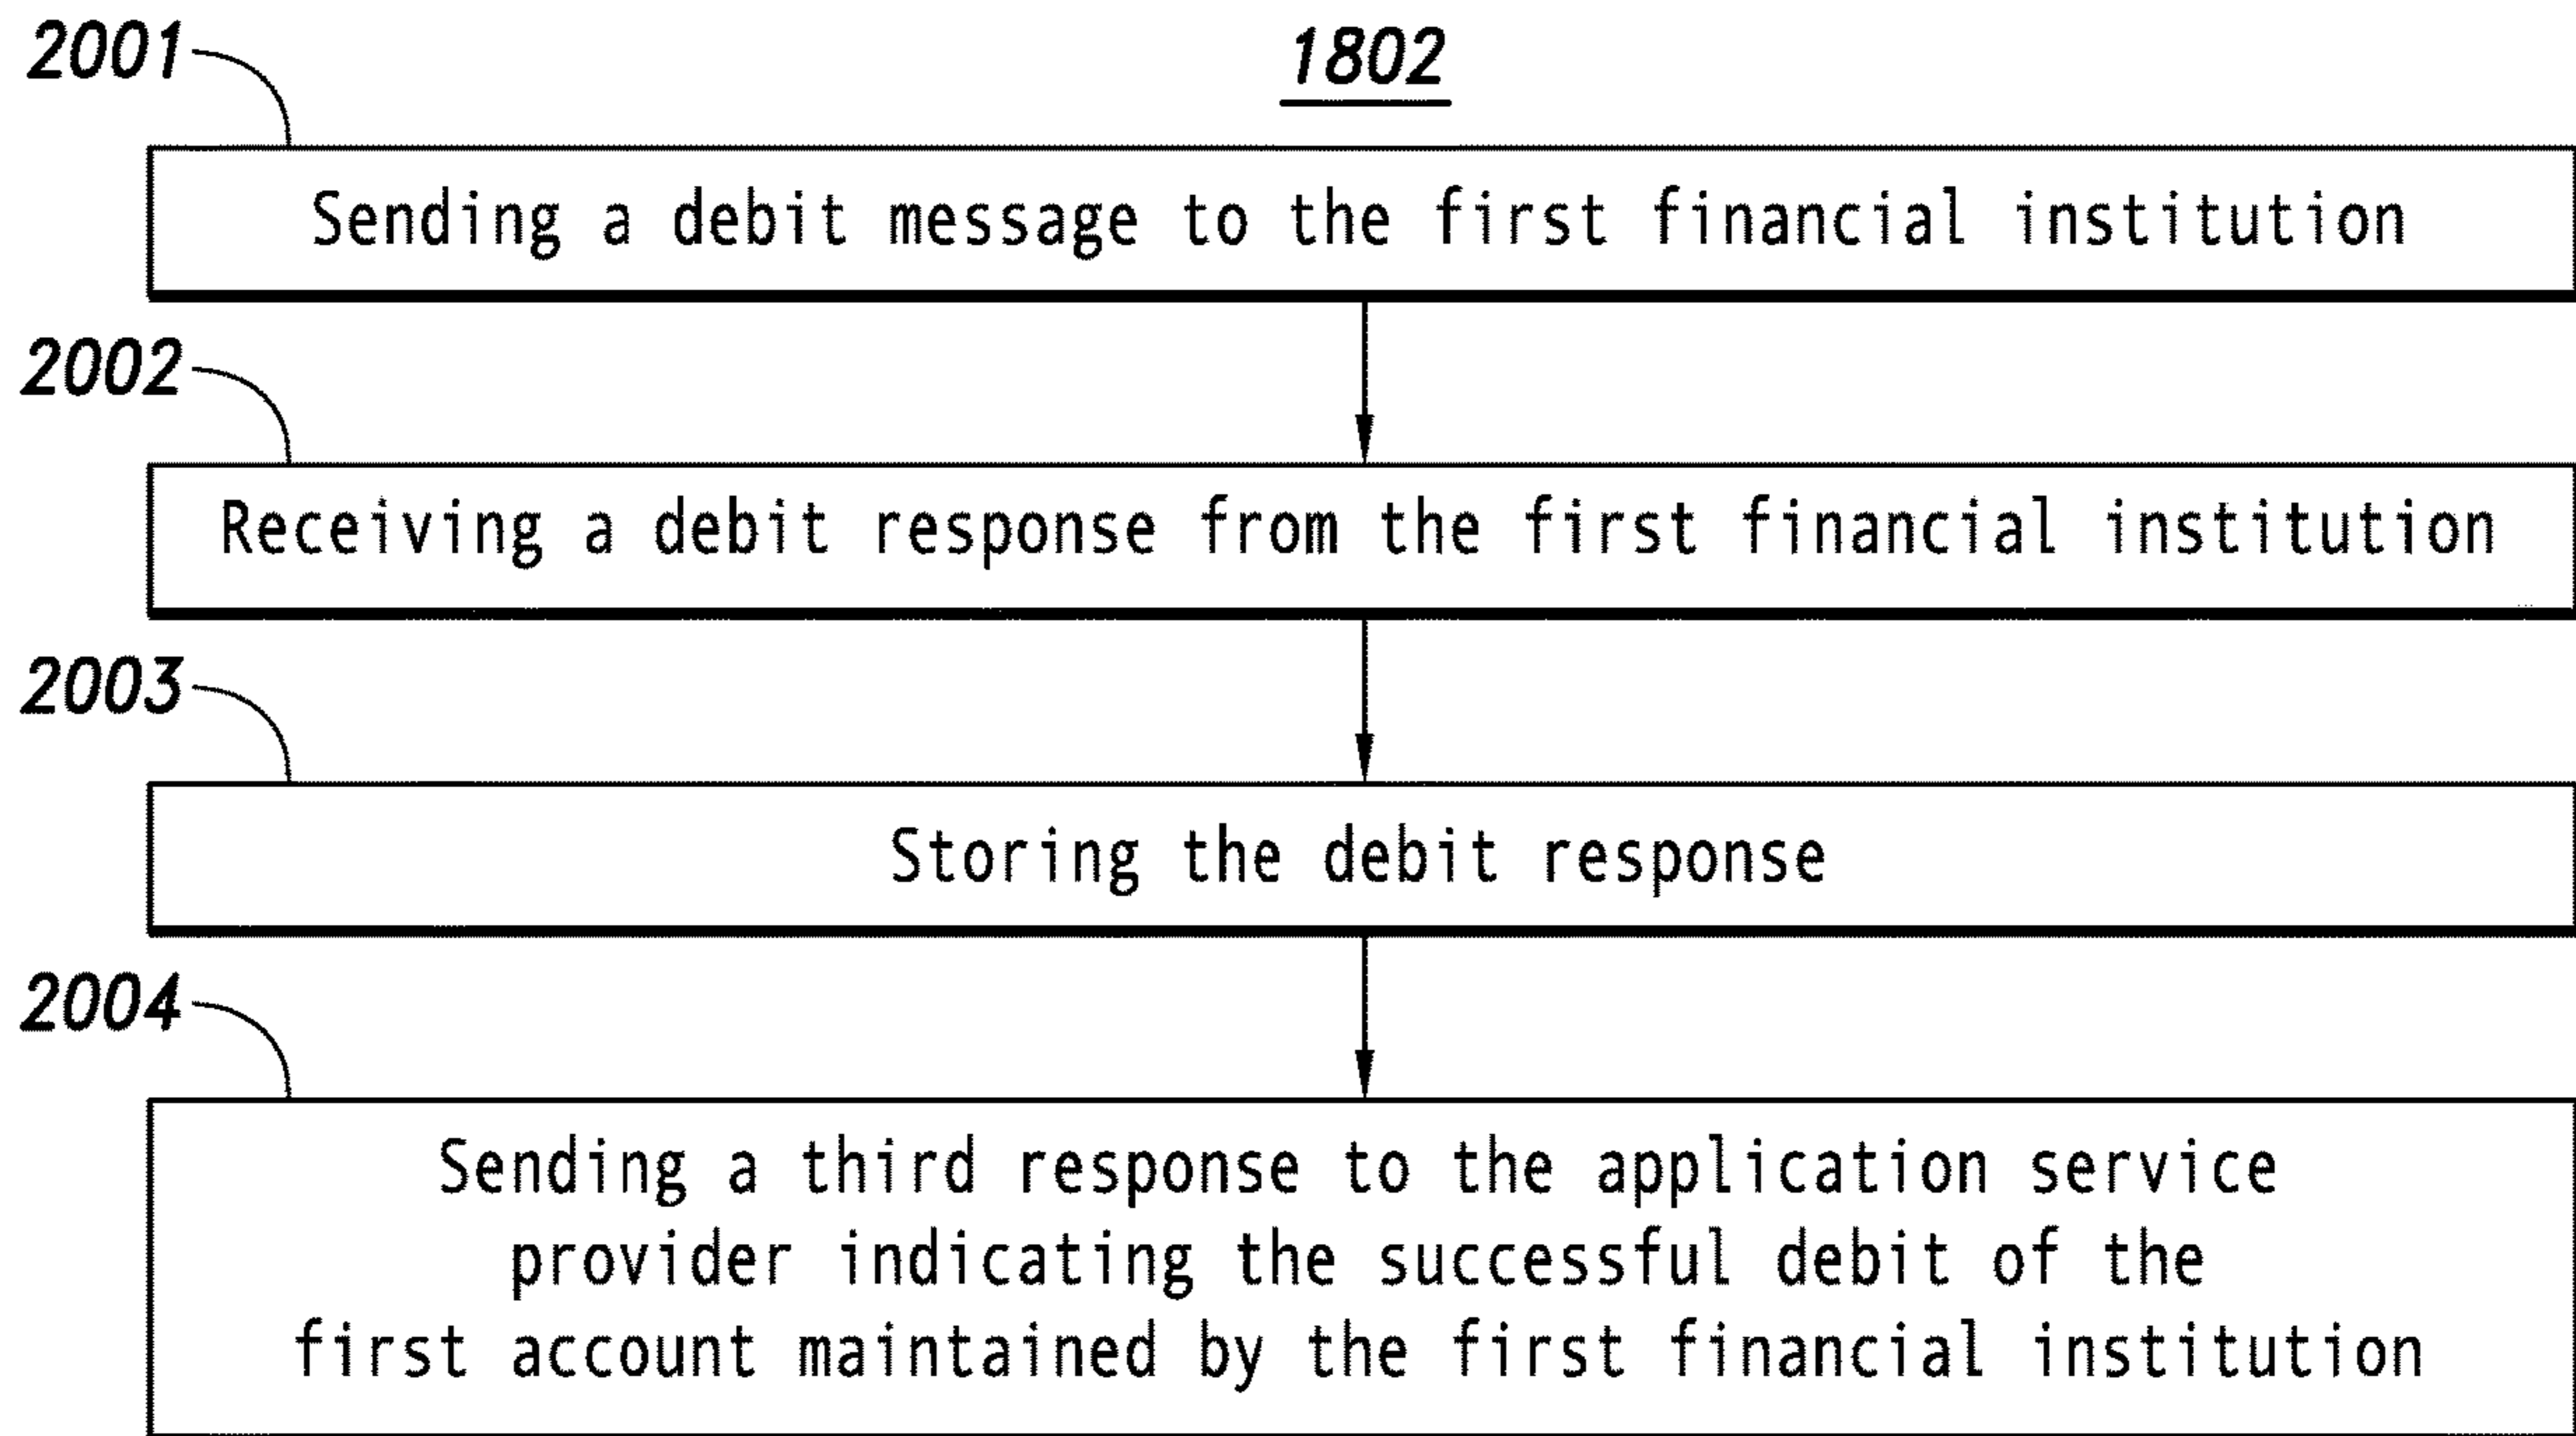 2001
1802
Sending a debit message to the first financial institution
2002
Receiving a debit response from the first financial institution
2003
Storing the debit response
2004
Sending a third response to the application service
provider indicating the successful debit of the
first account maintained by the first financial institution